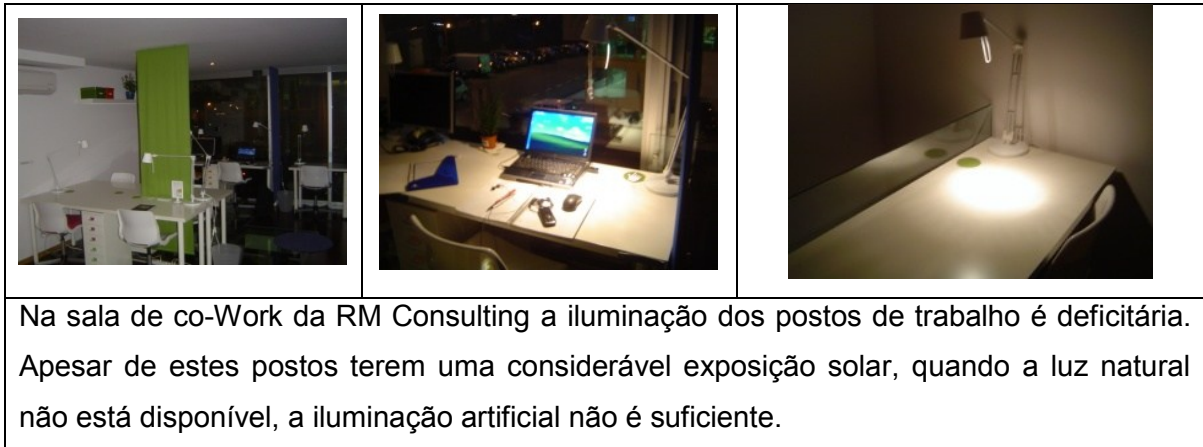 Na sala de co-Work da RM Consulting a iluminação dos postos de trabalho é deficitária.
Apesar de estes postos terem uma considerável exposição solar, quando a luz natural
não está disponível, a iluminação artificial não é suficiente.